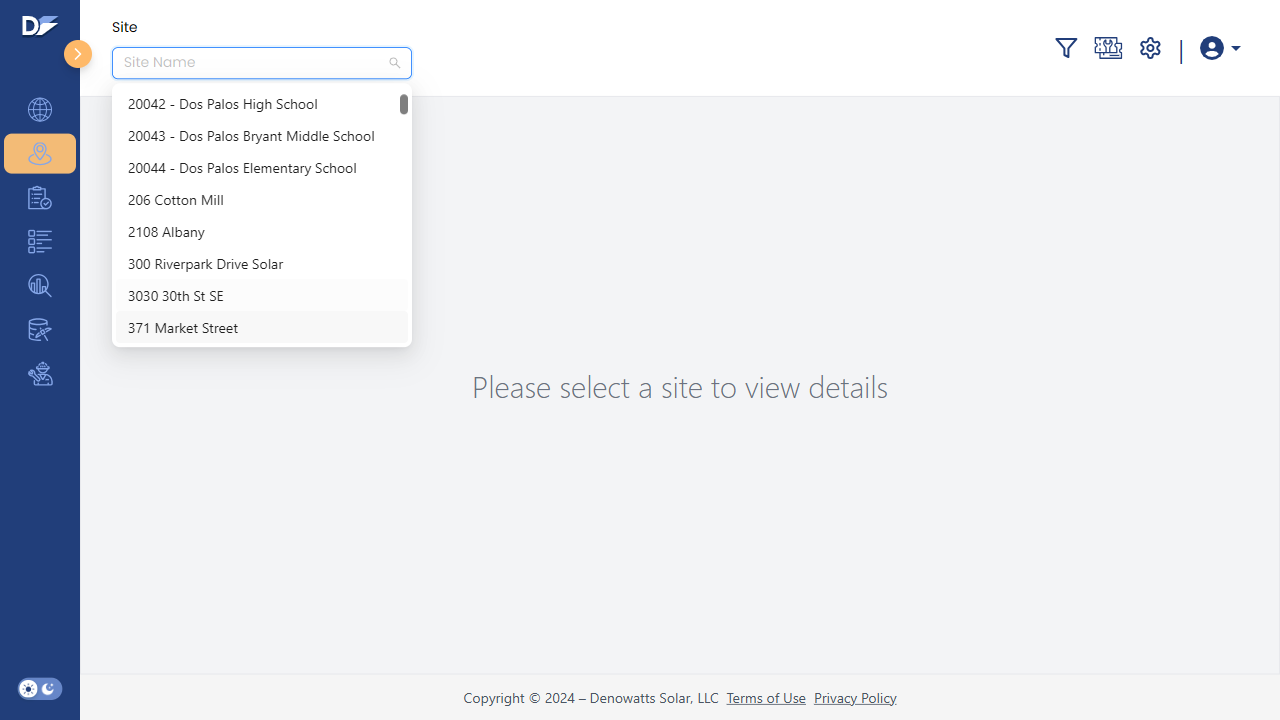 Site
Site Name
20042 - Dos Palos High School
20043 - Dos Palos Bryant Middle School
20044 - Dos Palos Elementary School
206 Cotton Mill
2108 Albany
300 Riverpark Drive Solar
3030 30th St SE
371 Market Street
Please select a site to view details
Copyright © 2024 – Denowatts Solar, LLC Terms of Use Privacy Policy